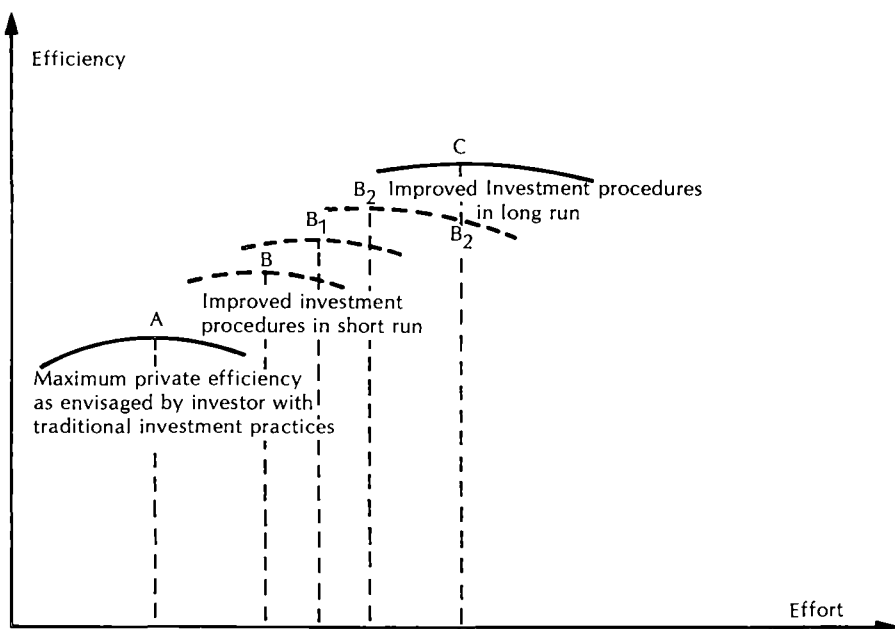 Efficiency
C
B2
Improved Investment procedures
in long run
B1
B2
B
Improved investment
procedures in short run
A
Maximum private efficiency
as envisaged by investor with
traditional investment practices
Effort